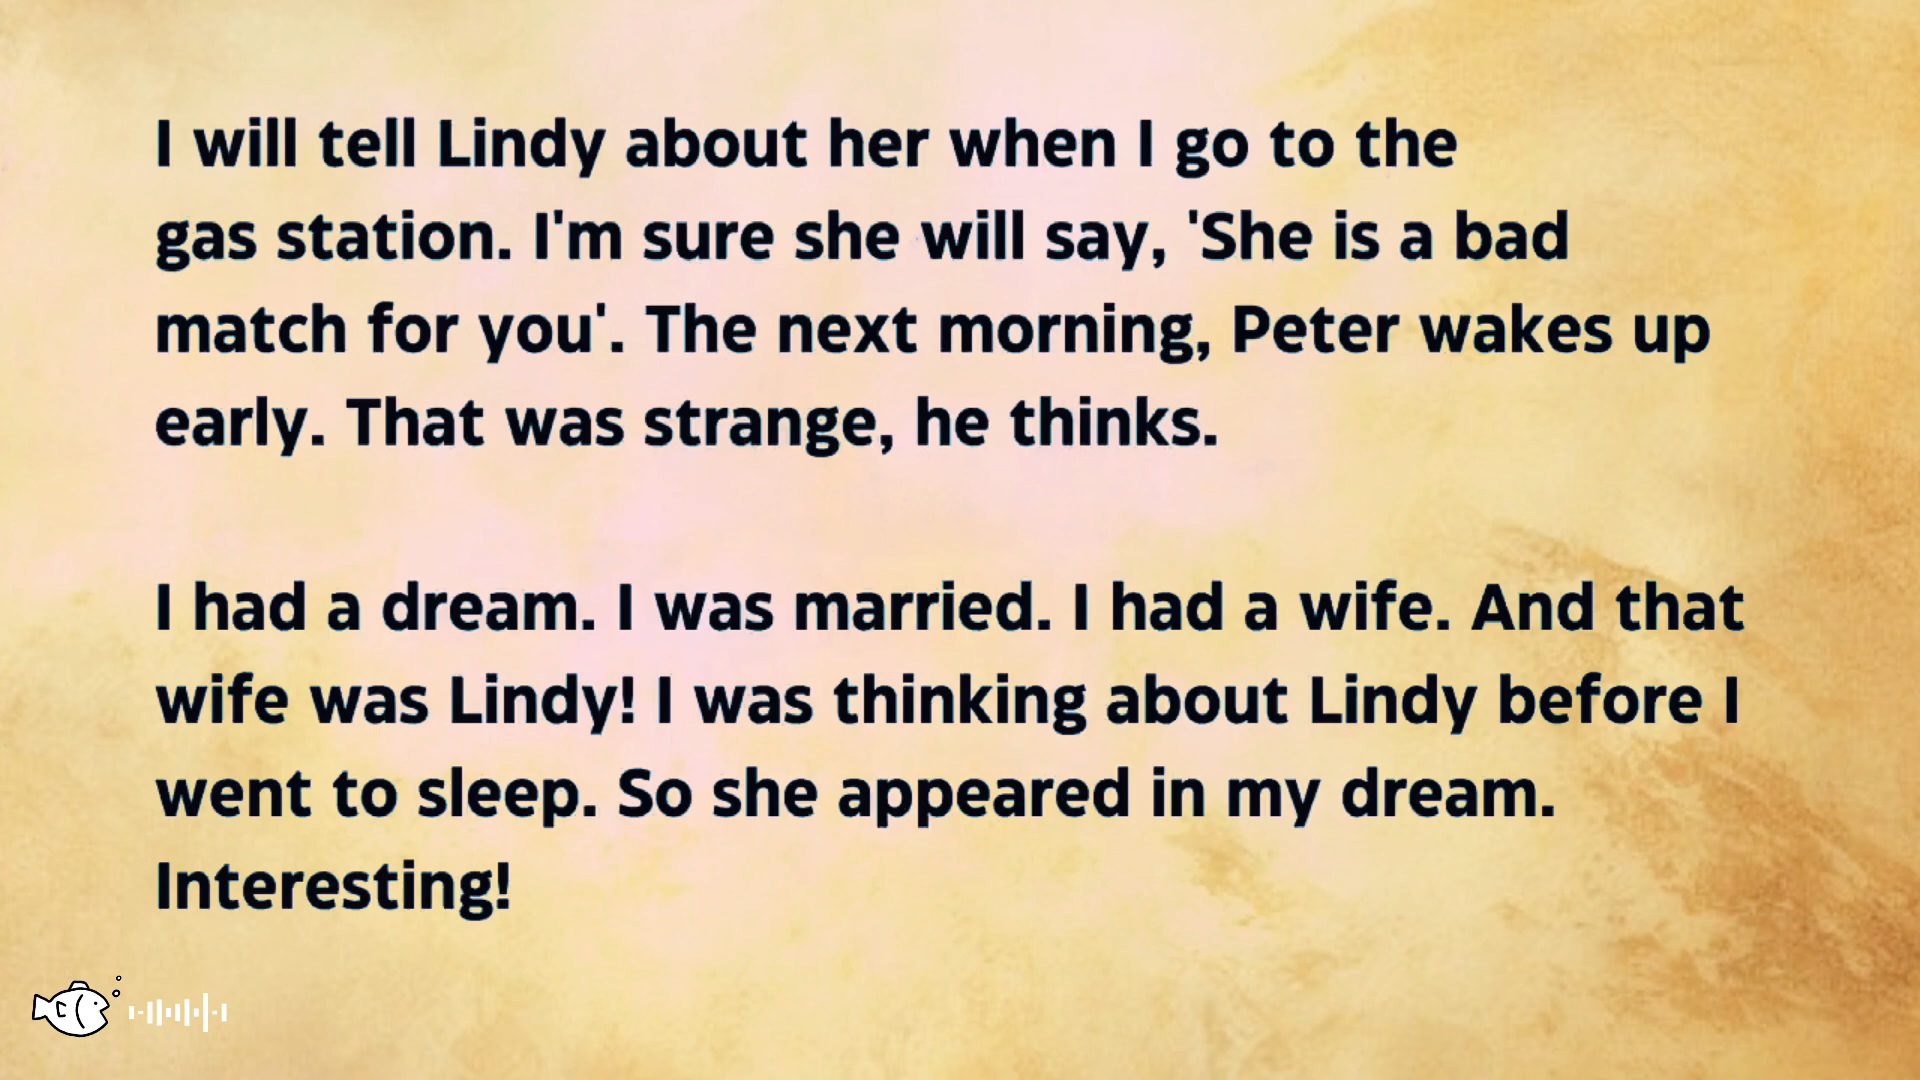 I will tell Lindy about her when I go to the
gas station. I'm sure she will say, 'She is a bad
match for you'. The next morning, Peter wakes up
early. That was strange, he thinks.
I had a dream. I was married. I had a wife. And that
wife was Lindy! I was thinking about Lindy before I
went to sleep. So she appeared in my dream.
Interesting!